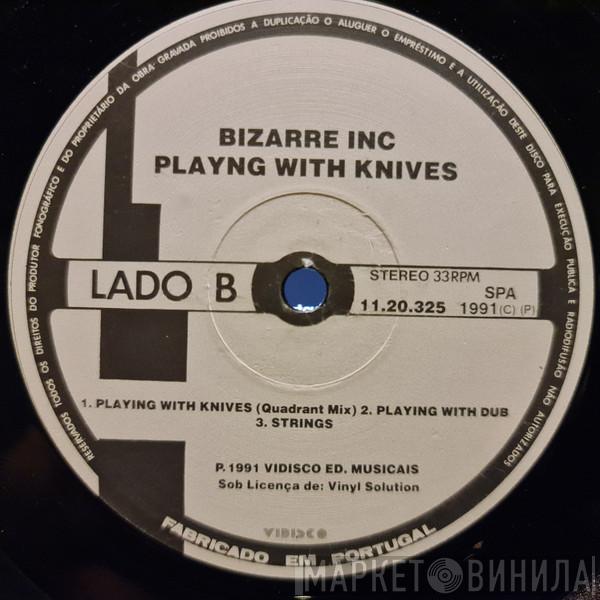 RESERVADOS TODOS OS DIREITOS DO PRODUTOR FONOGRÁFICO E DO PROPRIETÁRIO DA OBRA GRAVADA PROIBIDOS A DUPLICAÇÃO O ALUGUER O EMPRÉSTIMO E A UTILIZAÇÃO DESTE DISCO PARA EXECUÇÃO PÚBLICA E RADIODIFUSÃO NÃO AUTORIZADOS
BIZARRE INC
PLAYNG WITH KNIVES
LADO B
STEREO 33RPM
SPA
11.20.325 1991 (C) (P)
1. PLAYING WITH KNIVES (Quadrant Mix) 2. PLAYING WITH DUB
3. STRINGS
P. 1991 VIDISCO ED. MUSICAIS
Sob Licença de: Vinyl Solution
VIDISCO
FABRICADO EM PORTUGAL
МАРКЕТ ВИНИЛА